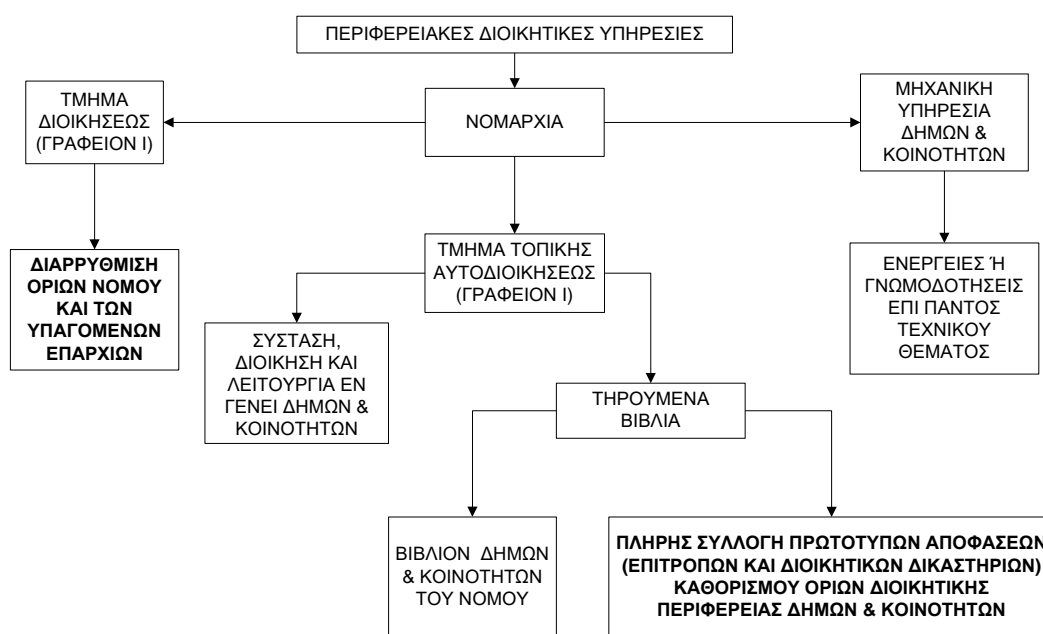 ΠΕΡΙΦΕΡΕΙΑΚΕΣ ΔΙΟΙΚΗΤΙΚΕΣ ΥΠΗΡΕΣΙΕΣ
ΤΜΗΜΑ
ΔΙΟΙΚΗΣΕΩΣ
(ΓΡΑΦΕΙΟΝ Ι)
ΝΟΜΑΡΧΙΑ
ΜΗΧΑΝΙΚΗ
ΥΠΗΡΕΣΙΑ
ΔΗΜΩΝ &
ΚΟΙΝΟΤΗΤΩΝ
ΔΙΑΡΡΥΘΜΙΣΗ
ΟΡΙΩΝ ΝΟΜΟΥ
ΚΑΙ ΤΩΝ
ΥΠΑΓΟΜΕΝΩΝ
ΕΠΑΡΧΙΩΝ
ΤΜΗΜΑ ΤΟΠΙΚΗΣ
ΑΥΤΟΔΙΟΙΚΗΣΕΩΣ
(ΓΡΑΦΕΙΟΝ Ι)
ΕΝΕΡΓΕΙΕΣ Ή
ΓΝΩΜΟΔΟΤΗΣΕΙΣ
ΕΠΙ ΠΑΝΤΟΣ
ΤΕΧΝΙΚΟΥ
ΘΕΜΑΤΟΣ
ΣΥΣΤΑΣΗ,
ΔΙΟΙΚΗΣΗ ΚΑΙ
ΛΕΙΤΟΥΡΓΙΑ ΕΝ
ΓΕΝΕΙ ΔΗΜΩΝ &
ΚΟΙΝΟΤΗΤΩΝ
ΤΗΡΟΥΜΕΝΑ
ΒΙΒΛΙΑ
ΒΙΒΛΙΟΝ ΔΗΜΩΝ
& ΚΟΙΝΟΤΗΤΩΝ
ΤΟΥ ΝΟΜΟΥ
ΠΛΗΡΗΣ ΣΥΛΛΟΓΗ ΠΡΩΤΟΤΥΠΩΝ ΑΠΟΦΑΣΕΩΝ
(ΕΠΙΤΡΟΠΩΝ ΚΑΙ ΔΙΟΙΚΗΤΙΚΩΝ ΔΙΚΑΣΤΗΡΙΩΝ)
ΚΑΘΟΡΙΣΜΟΥ ΟΡΙΩΝ ΔΙΟΙΚΗΤΙΚΗΣ
ΠΕΡΙΦΕΡΕΙΑΣ ΔΗΜΩΝ & ΚΟΙΝΟΤΗΤΩΝ